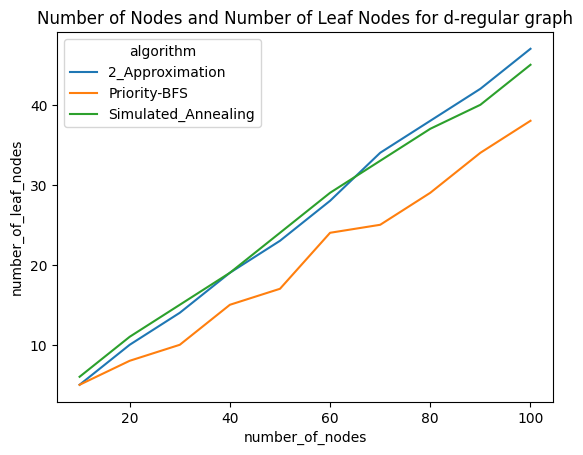 Number of Nodes and Number of Leaf Nodes for d-regular graph
algorithm
2_Approximation
Priority-BFS
Simulated_Annealing
number_of_leaf_nodes
40
30
20
10
20
40
60
80
100
number_of_nodes